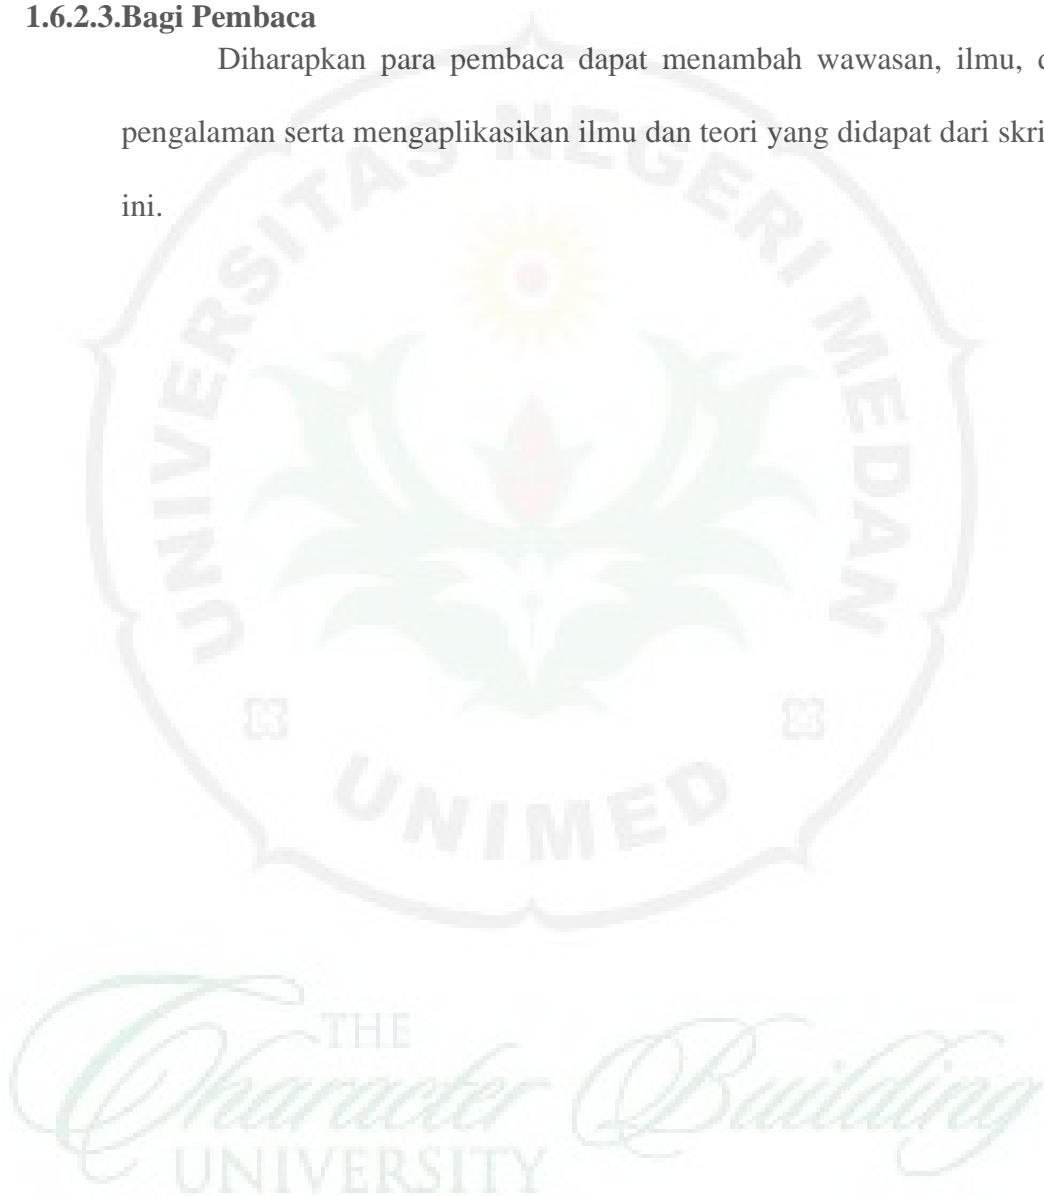 1.6.2.3.Bagi Pembaca
Diharapkan para pembaca dapat menambah wawasan, ilmu,
pengalaman serta mengaplikasikan ilmu dan teori yang didapat dari
ini.
UNIVERSITAS NEGERI MEDAN
UNIMED
THE
Character Building
UNIVERSITY